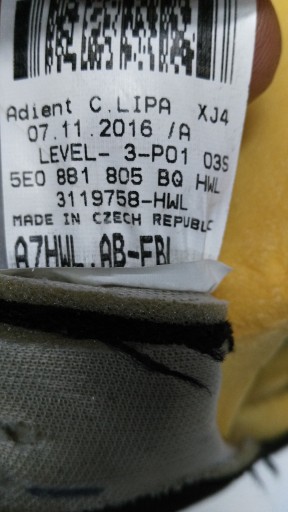 Adient C.LIPA XJ4
07.11.2016 /A
LEVEL- 3-P01 03S
5E0 881 805 BQ HWL
3119758-HWL
MADE IN CZECH REPUBLIC
A7HWL.AB-FBL